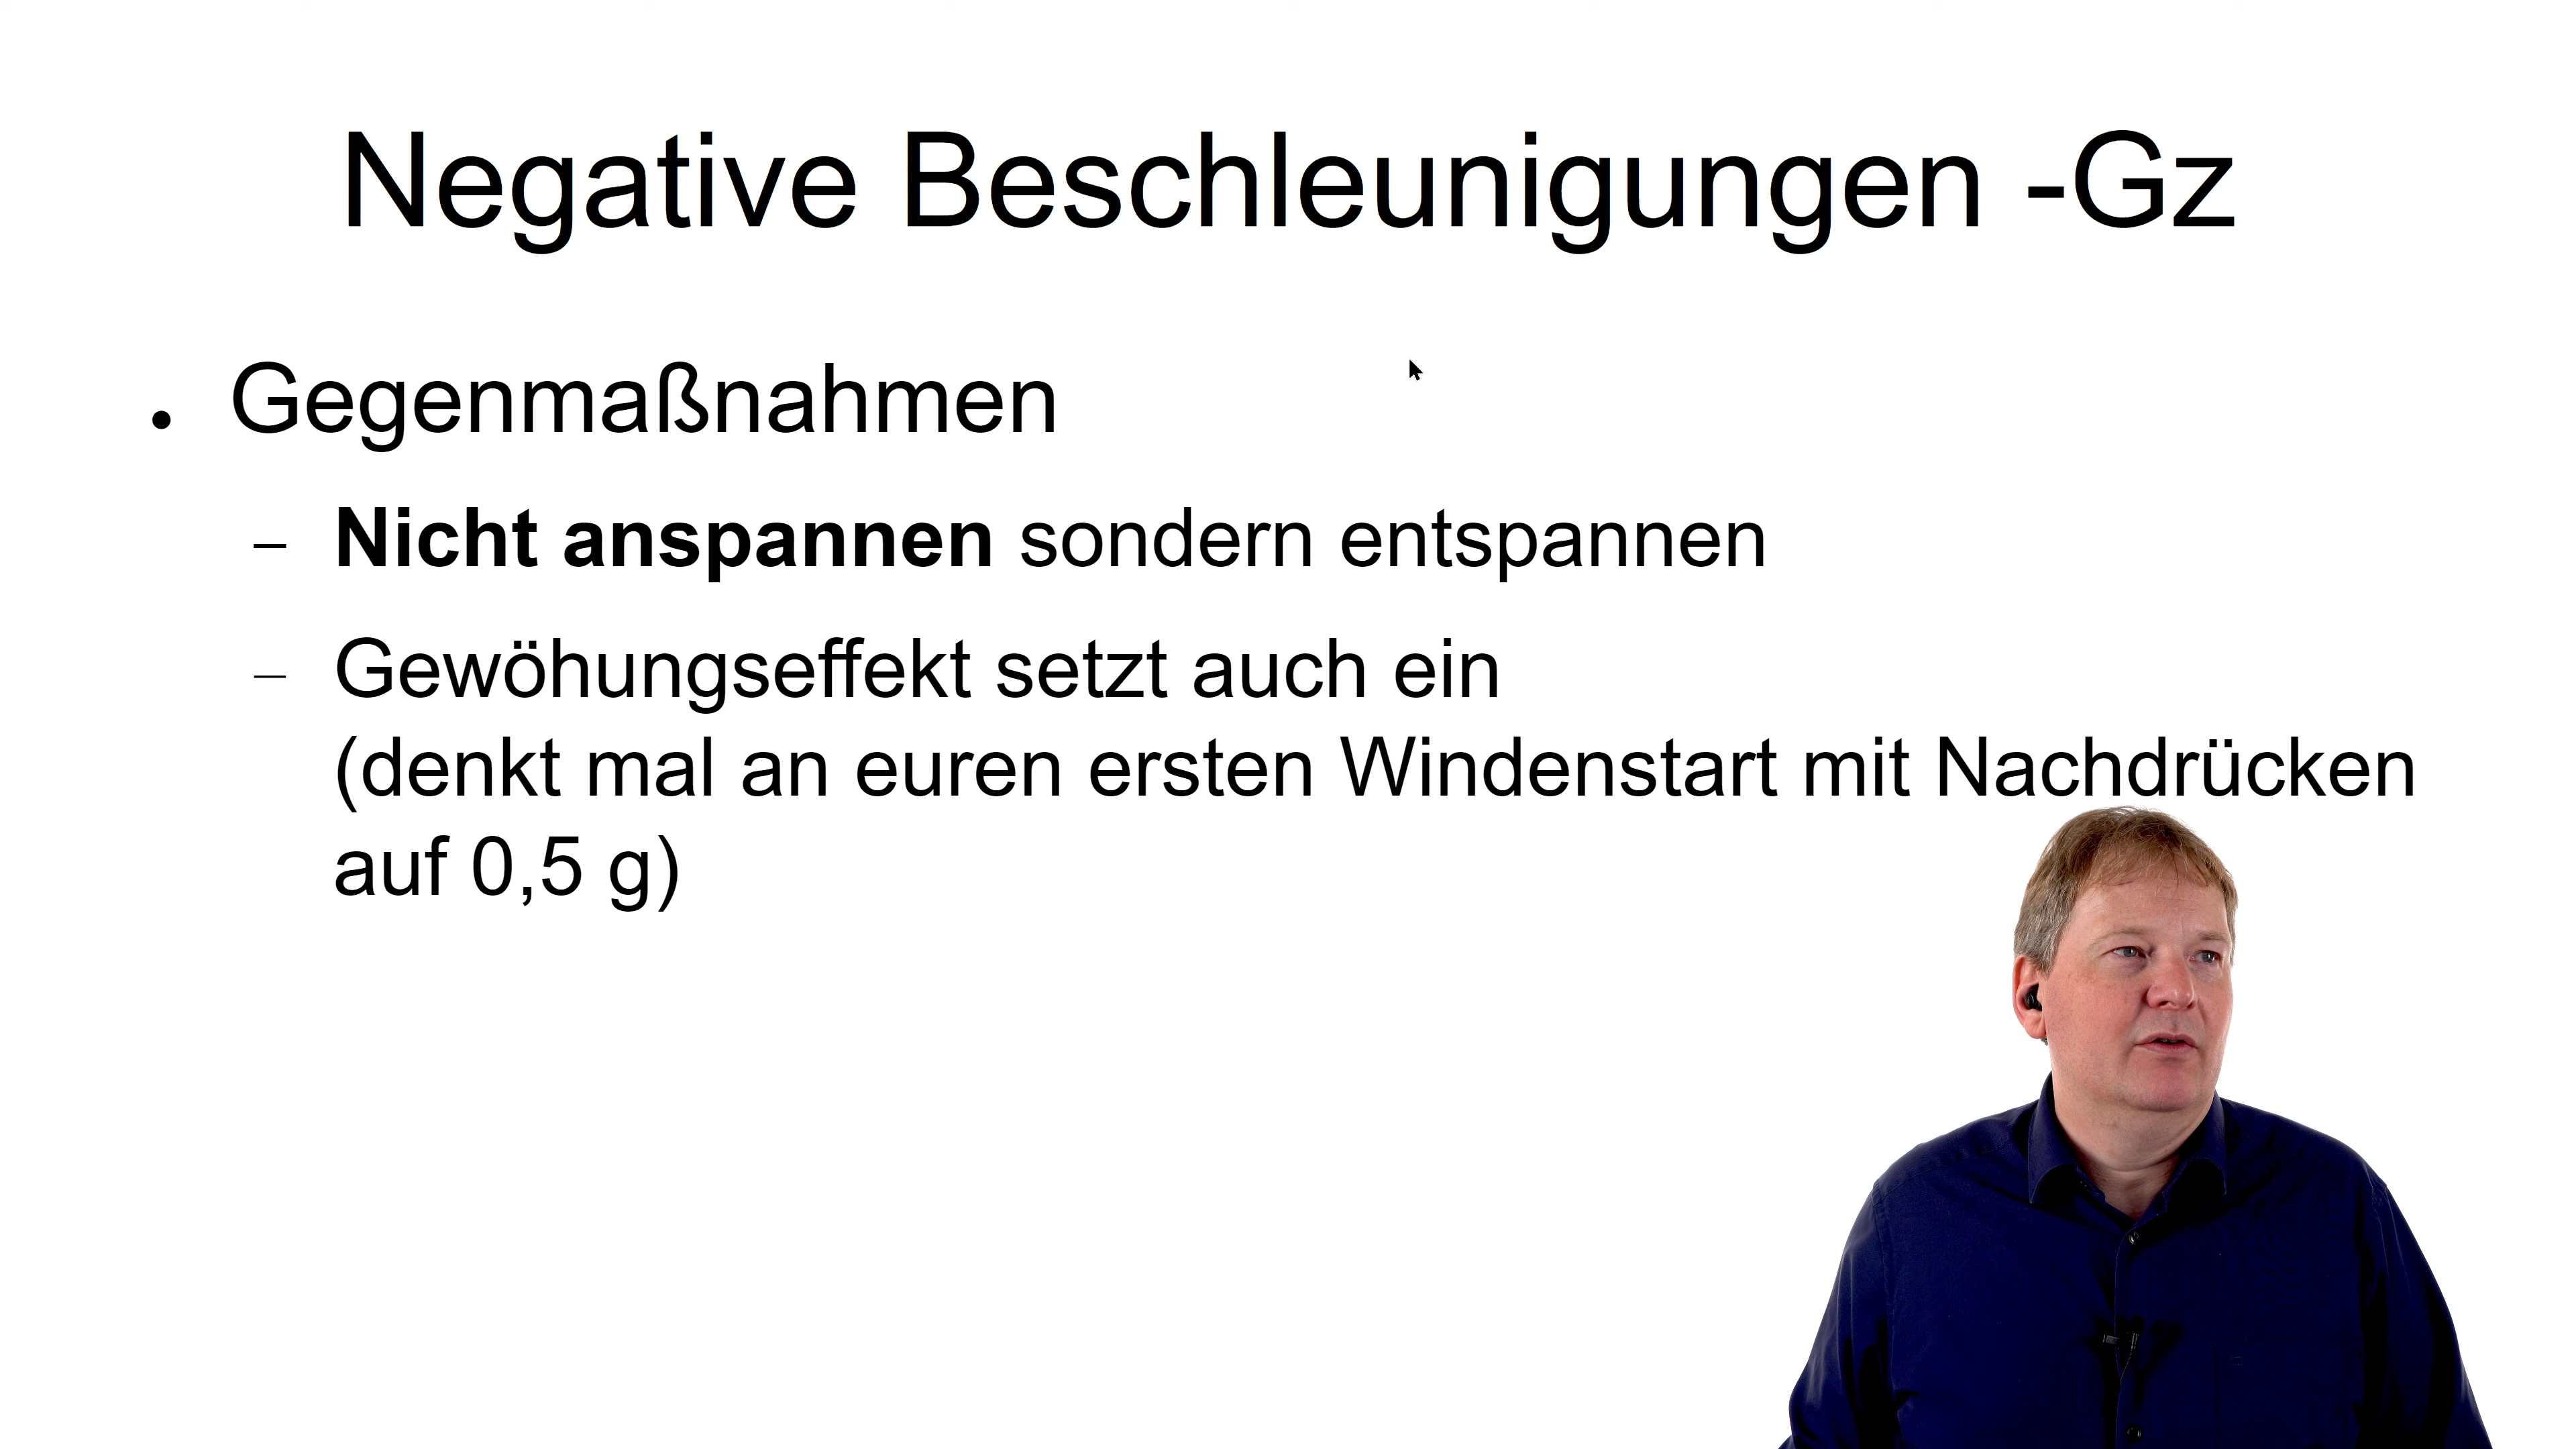 Negative Beschleunigungen -Gz
• Gegenmaßnahmen
– Nicht anspannen sondern entspannen
– Gewöhungseffekt setzt auch ein
(denkt mal an euren ersten Windenstart mit Nachdrücken
auf 0,5 g)